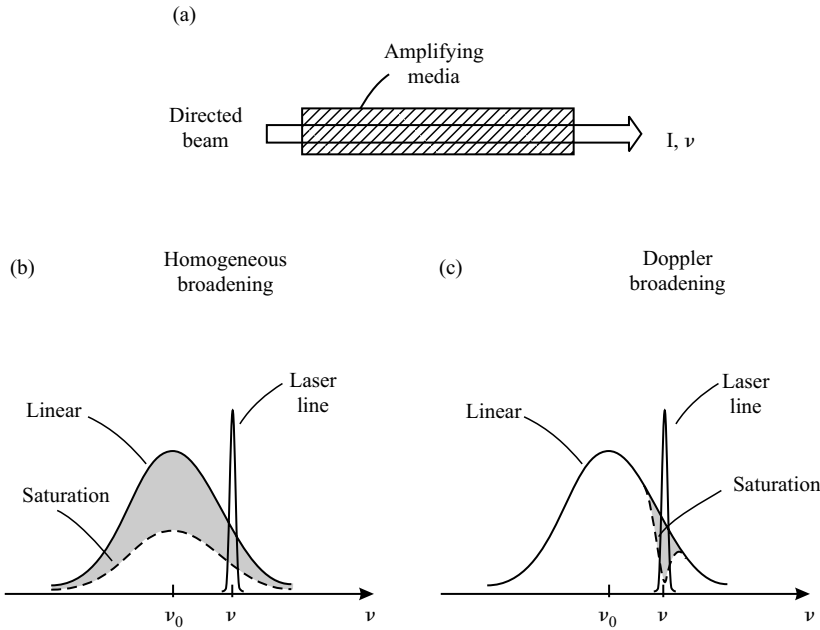 (a)
Amplifying
media
Directed
beam
I, ν
(b)
Homogeneous
broadening
Laser
line
Linear
Saturation
ν0
ν
ν
(c)
Doppler
broadening
Laser
line
Linear
Saturation
ν0
ν
ν